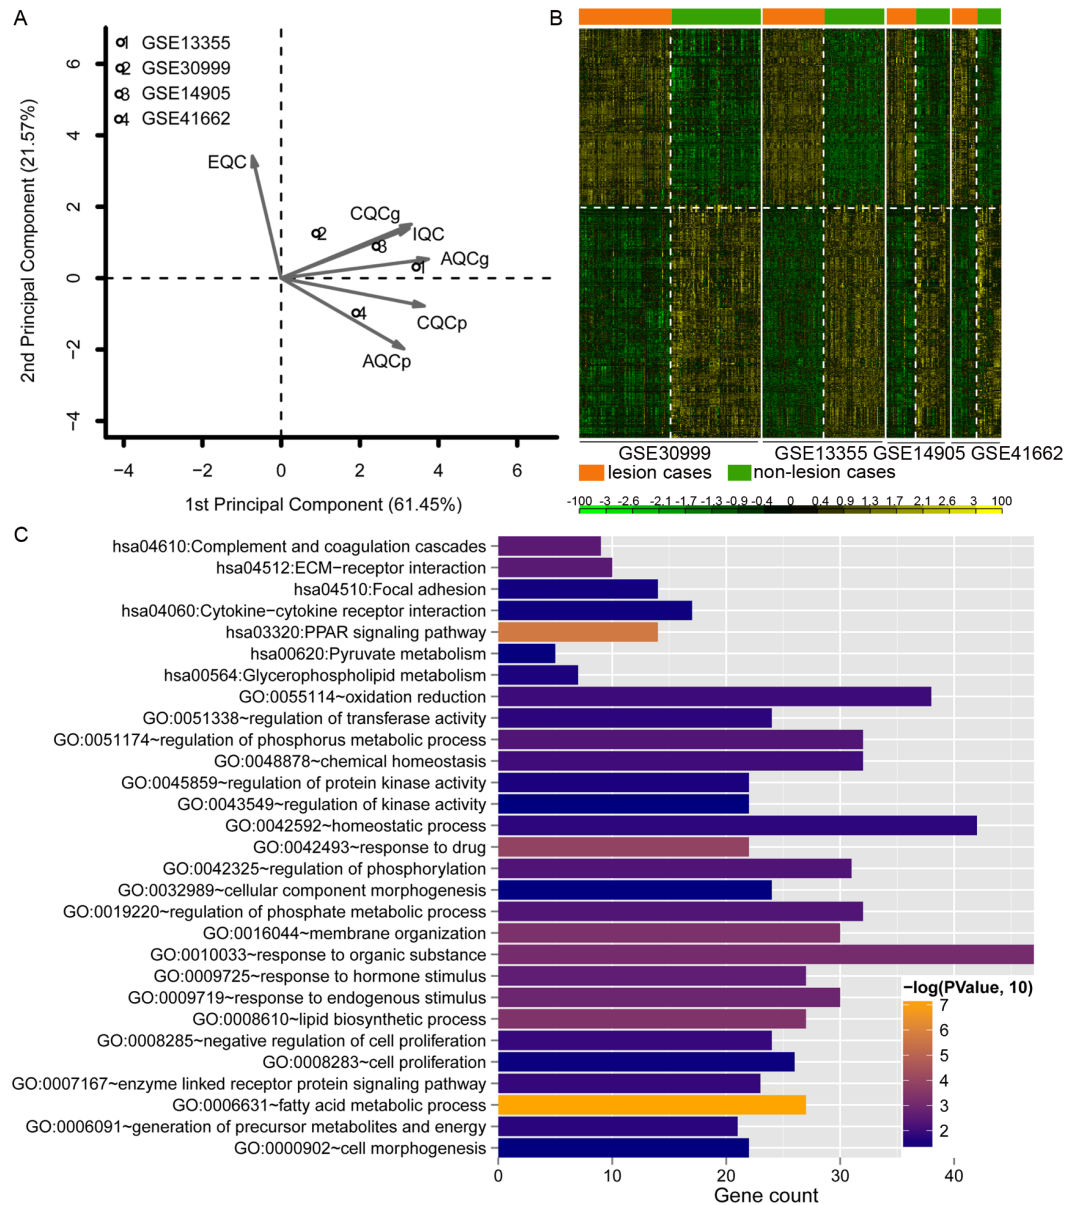 A
1 GSE13355
2 GSE30999
3 GSE14905
4 GSE41662
2nd Principal Component (21.57%)
6
4
2
0
−2
−4
EQC
CQCg
IQC
AQCg
CQCp
AQCp
2
3
1
4
−4 −2 0 2 4 6
1st Principal Component (61.45%)
B
GSE30999 GSE13355 GSE14905 GSE41662
lesion cases non-lesion cases
-100 -3 -2.6 -2.1 -1.7 -1.3 -0.9 -0.4 0 0.4 0.9 1.3 1.7 2.1 2.6 3 100
C
hsa04610:Complement and coagulation cascades
hsa04512:ECM−receptor interaction
hsa04510:Focal adhesion
hsa04060:Cytokine−cytokine receptor interaction
hsa03320:PPAR signaling pathway
hsa00620:Pyruvate metabolism
hsa00564:Glycerophospholipid metabolism
GO:0055114~oxidation reduction
GO:0051338~regulation of transferase activity
GO:0051174~regulation of phosphorus metabolic process
GO:0048878~chemical homeostasis
GO:0045859~regulation of protein kinase activity
GO:0043549~regulation of kinase activity
GO:0042592~homeostatic process
GO:0042493~response to drug
GO:0042325~regulation of phosphorylation
GO:0032989~cellular component morphogenesis
GO:0019220~regulation of phosphate metabolic process
GO:0016044~membrane organization
GO:0010033~response to organic substance
GO:0009725~response to hormone stimulus
GO:0009719~response to endogenous stimulus
GO:0008610~lipid biosynthetic process
GO:0008285~negative regulation of cell proliferation
GO:0008283~cell proliferation
GO:0007167~enzyme linked receptor protein signaling pathway
GO:0006631~fatty acid metabolic process
GO:0006091~generation of precursor metabolites and energy
GO:0000902~cell morphogenesis
−log(PValue, 10)
7
6
5
4
3
2
0 10 20 30 40
Gene count